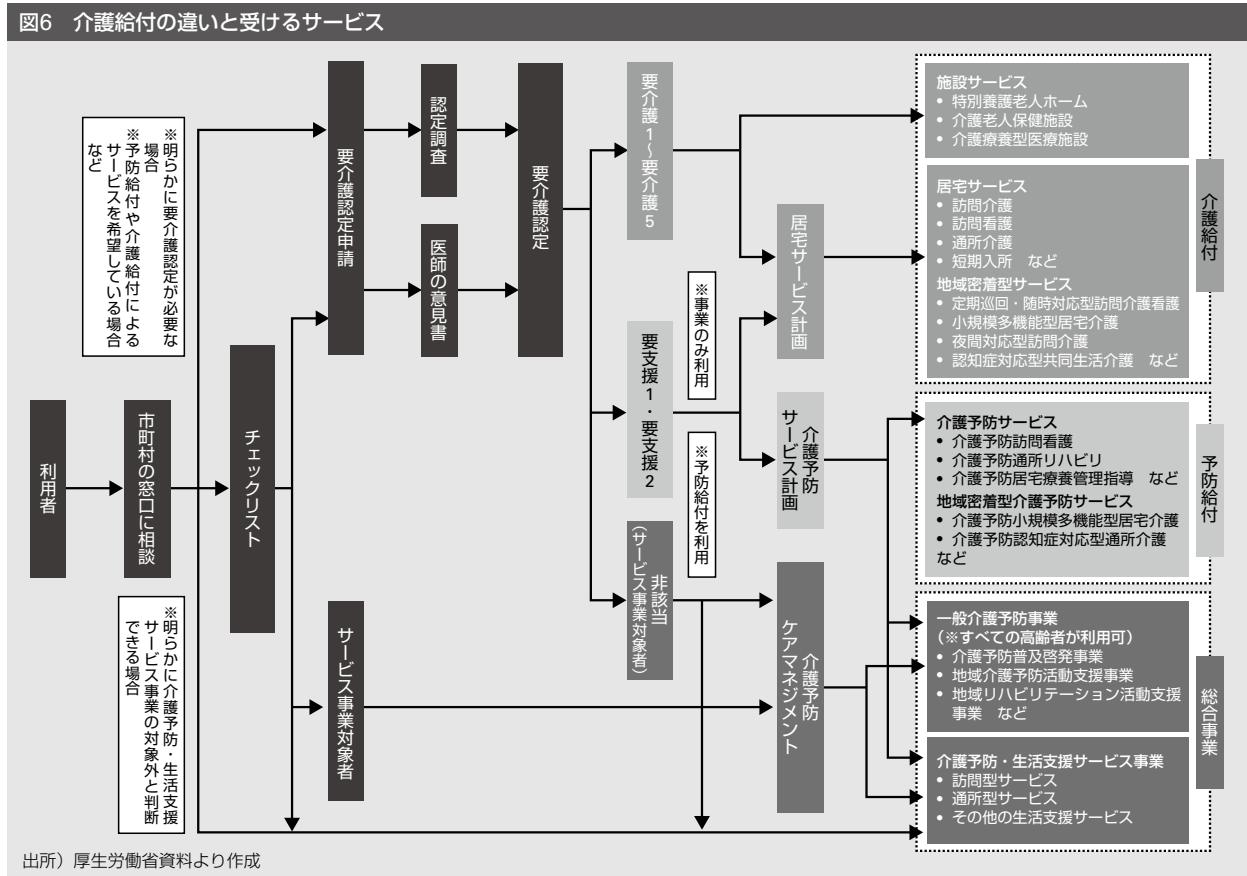 図6 介護給付の違いと受けるサービス
※明らかに要介護認定が必要な
場合
※予防給付や介護給付による
サービスを希望している場合
など
利用者
市町村の窓口に相談
※明らかに介護予防・生活支援
サービス事業の対象外と判断
できる場合
チェックリスト
要介護認定申請
サービス事業対象者
認定調査
医師の意見書
要介護認定
要介護1～要介護5
要支援1・要支援2
非該当
（サービス事業対象者）
※事業のみ利用
※予防給付を利用
居宅サービス計画
介護予防
サービス計画
介護予防
ケアマネジメント
施設サービス
• 特別養護老人ホーム
• 介護老人保健施設
• 介護療養型医療施設
居宅サービス
• 訪問介護
• 訪問看護
• 通所介護
• 短期入所 など
地域密着型サービス
• 定期巡回・随時対応型訪問介護看護
• 小規模多機能型居宅介護
• 夜間対応型訪問介護
• 認知症対応型共同生活介護 など
介護給付
介護予防サービス
• 介護予防訪問看護
• 介護予防通所リハビリ
• 介護予防居宅療養管理指導 など
地域密着型介護予防サービス
• 介護予防小規模多機能型居宅介護
• 介護予防認知症対応型通所介護
など
予防給付
一般介護予防事業
（※すべての高齢者が利用可）
• 介護予防普及啓発事業
• 地域介護予防活動支援事業
• 地域リハビリテーション活動支援
事業 など
介護予防・生活支援サービス事業
• 訪問型サービス
• 通所型サービス
• その他の生活支援サービス
総合事業
出所）厚生労働省資料より作成